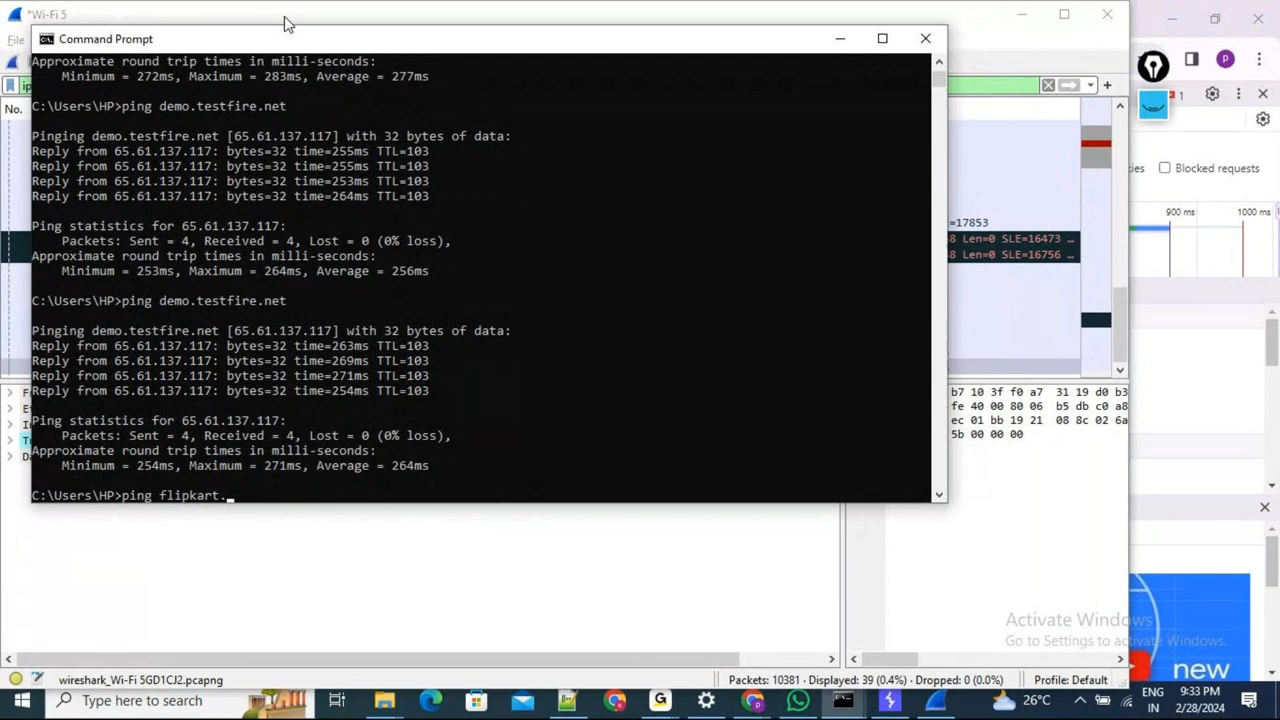 *Wi-Fi 5
File
ip
No.
Command Prompt
Approximate round trip times in milli-seconds:
Minimum = 272ms, Maximum = 283ms, Average = 277ms
C:\Users\HP>ping demo.testfire.net
Pinging demo.testfire.net [65.61.137.117] with 32 bytes of data:
Reply from 65.61.137.117: bytes=32 time=255ms TTL=103
Reply from 65.61.137.117: bytes=32 time=255ms TTL=103
Reply from 65.61.137.117: bytes=32 time=253ms TTL=103
Reply from 65.61.137.117: bytes=32 time=264ms TTL=103
Ping statistics for 65.61.137.117:
Packets: Sent = 4, Received = 4, Lost = 0 (0% loss),
Approximate round trip times in milli-seconds:
Minimum = 253ms, Maximum = 264ms, Average = 256ms
C:\Users\HP>ping demo.testfire.net
Pinging demo.testfire.net [65.61.137.117] with 32 bytes of data:
Reply from 65.61.137.117: bytes=32 time=263ms TTL=103
Reply from 65.61.137.117: bytes=32 time=269ms TTL=103
Reply from 65.61.137.117: bytes=32 time=271ms TTL=103
Reply from 65.61.137.117: bytes=32 time=254ms TTL=103
Ping statistics for 65.61.137.117:
Packets: Sent = 4, Received = 4, Lost = 0 (0% loss),
Approximate round trip times in milli-seconds:
Minimum = 254ms, Maximum = 271ms, Average = 264ms
C:\Users\HP>ping flipkart.
=17853
8 Len=0 SLE=16473 …
8 Len=0 SLE=16756 …
b7 10 3f f0 a7 31 19 d0 b3
fe 40 00 80 06 b5 db c0 a8
ec 01 bb 19 21 08 8c 02 6a
5b 00 00 00
P
1
ies
Blocked requests
900 ms
1000 ms
new
Activate Windows
Go to Settings to activate Windows.
wireshark_Wi-Fi 5GD1CJ2.pcapng
Packets: 10381 · Displayed: 39 (0.4%) · Dropped: 0 (0.0%)
Profile: Default
Type here to search
26°C
ENG
IN
9:33 PM
2/28/2024